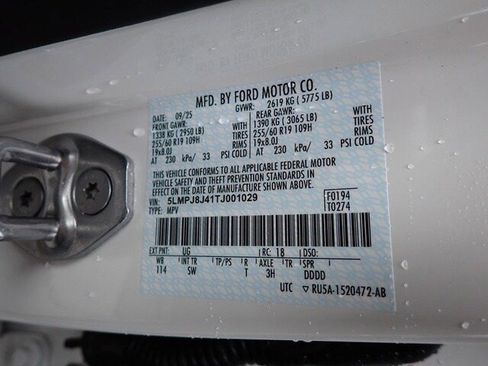 MFD. BY FORD MOTOR CO.
DATE: 09/25 GVWR: 2619 KG ( 5775 LB)
FRONT GAWR: REAR GAWR:
1338 KG ( 2950 LB) WITH 1390 KG ( 3065 LB) WITH
255/60 R19 109H TIRES 255/60 R19 109H TIRES
19x8.0J RIMS 19x8.0J RIMS
AT 230 kPa/ 33 PSI COLD AT 230 kPa/ 33 PSI COLD
THIS VEHICLE CONFORMS TO ALL APPLICABLE FEDERAL MOTOR
VEHICLE SAFETY AND THEFT PREVENTION STANDARDS IN EFFECT
ON THE DATE OF MANUFACTURE SHOWN ABOVE.
VIN: 5LMPJ8J41TJ001029 F0194
TYPE: MPV T0274
EXT PNT: UG RC: 18 DSO:
WB INT TR TP/PS R AXLE TR SPR
114 SW T 3H DDDD
UTC ▽ RU5A-1520472-AB